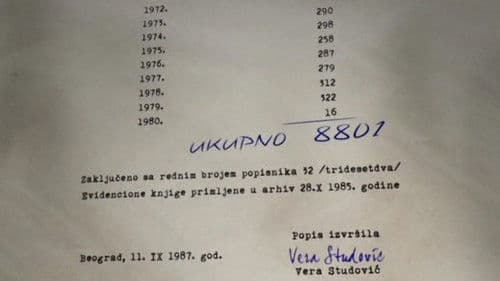 1972. 290
1973. 298
1974. 258
1975. 287
1976. 279
1977. 312
1978. 322
1979. 16
1980.
UKUPNO 8801
Zaključeno sa rednim brojem popisnika 32 /tridesetdva/
Evidencione knjige primljene u arhiv 28.X 1985. godine
Popis izvršila
Beograd, 11. IX 1987. god.
Vera Studović
Vera Studović